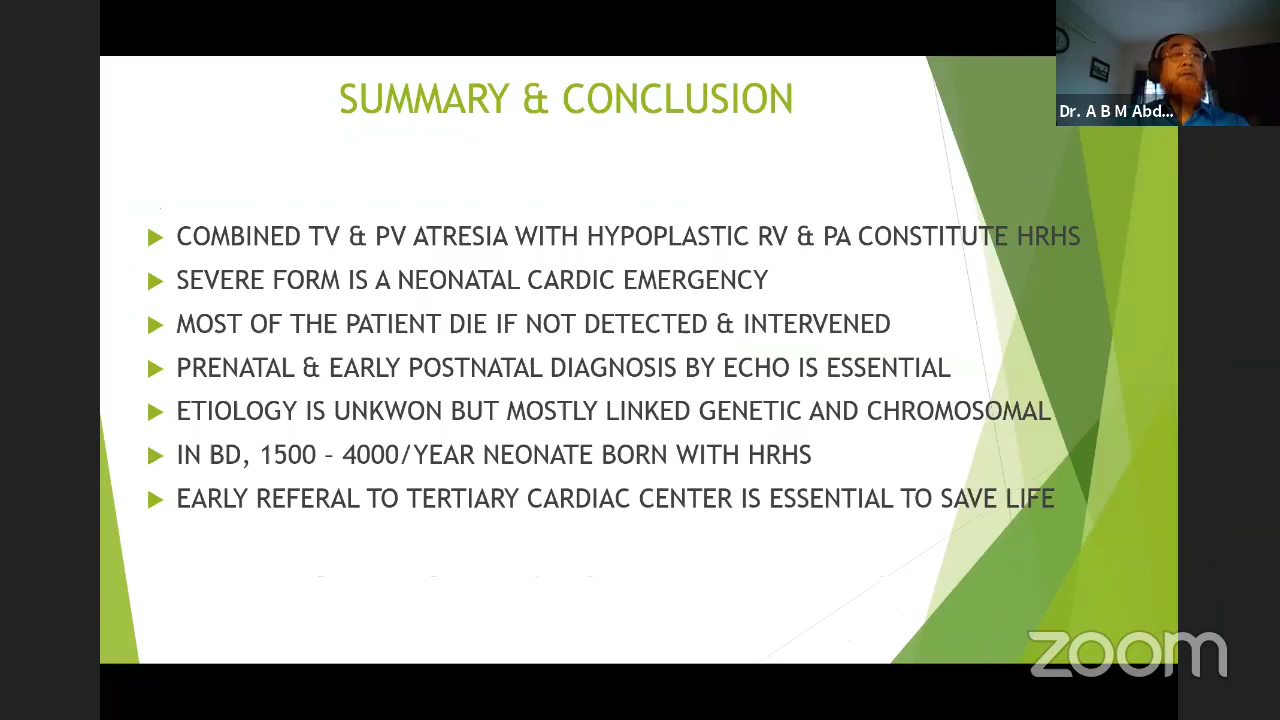 SUMMARY & CONCLUSION
Dr. A B M Abd...
COMBINED TV & PV ATRESIA WITH HYPOPLASTIC RV & PA CONSTITUTE HRHS
SEVERE FORM IS A NEONATAL CARDIC EMERGENCY
MOST OF THE PATIENT DIE IF NOT DETECTED & INTERVENED
PRENATAL & EARLY POSTNATAL DIAGNOSIS BY ECHO IS ESSENTIAL
ETIOLOGY IS UNKWON BUT MOSTLY LINKED GENETIC AND CHROMOSOMAL
IN BD, 1500 – 4000/YEAR NEONATE BORN WITH HRHS
EARLY REFERAL TO TERTIARY CARDIAC CENTER IS ESSENTIAL TO SAVE LIFE
zoom